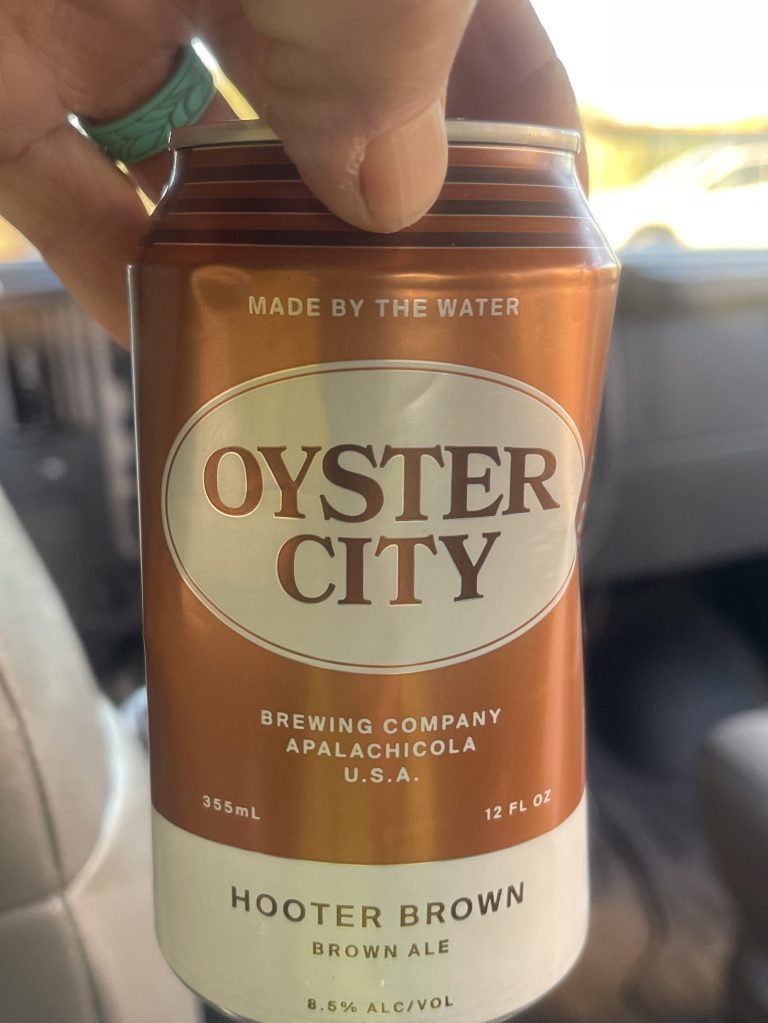 MADE BY THE WATER
OYSTER
CITY
BREWING COMPANY
APALACHICOLA
U.S.A.
355mL 12 FL OZ
HOOTER BROWN
BROWN ALE
8.5% ALC/VOL